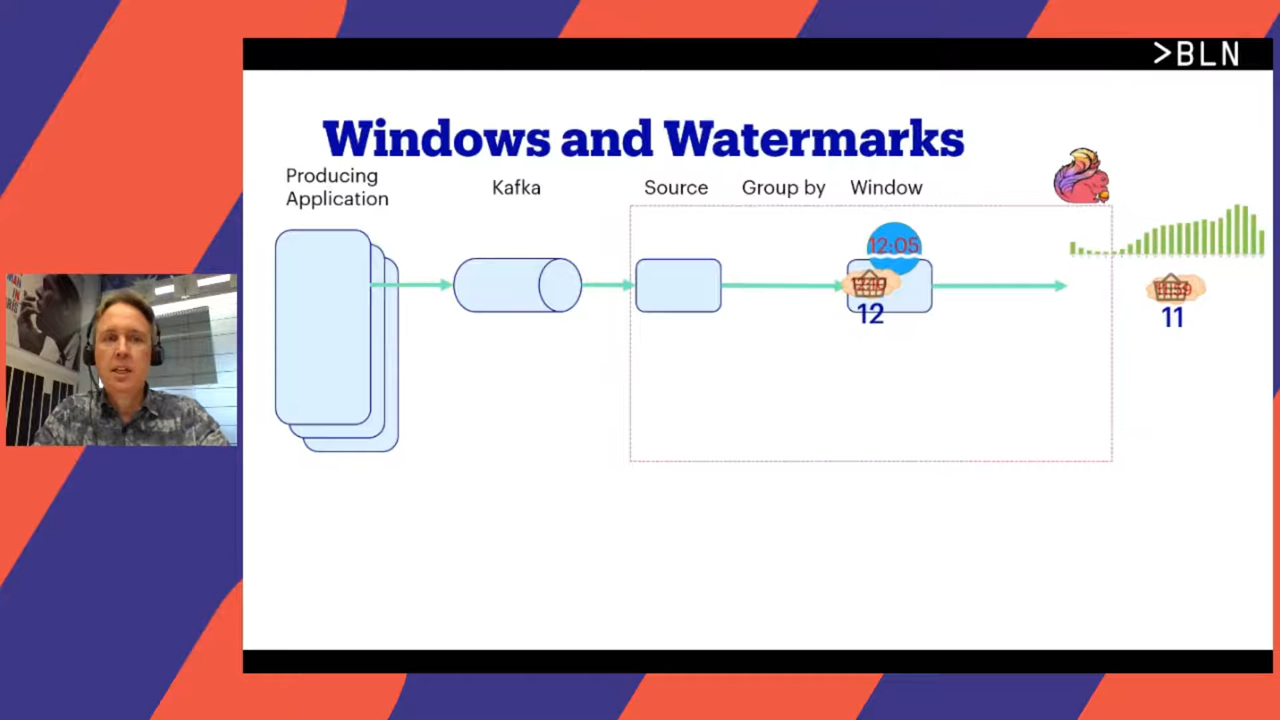 >BLN
Windows and Watermarks
Producing
Application
Kafka
Source
Group by
Window
12:05
12
11